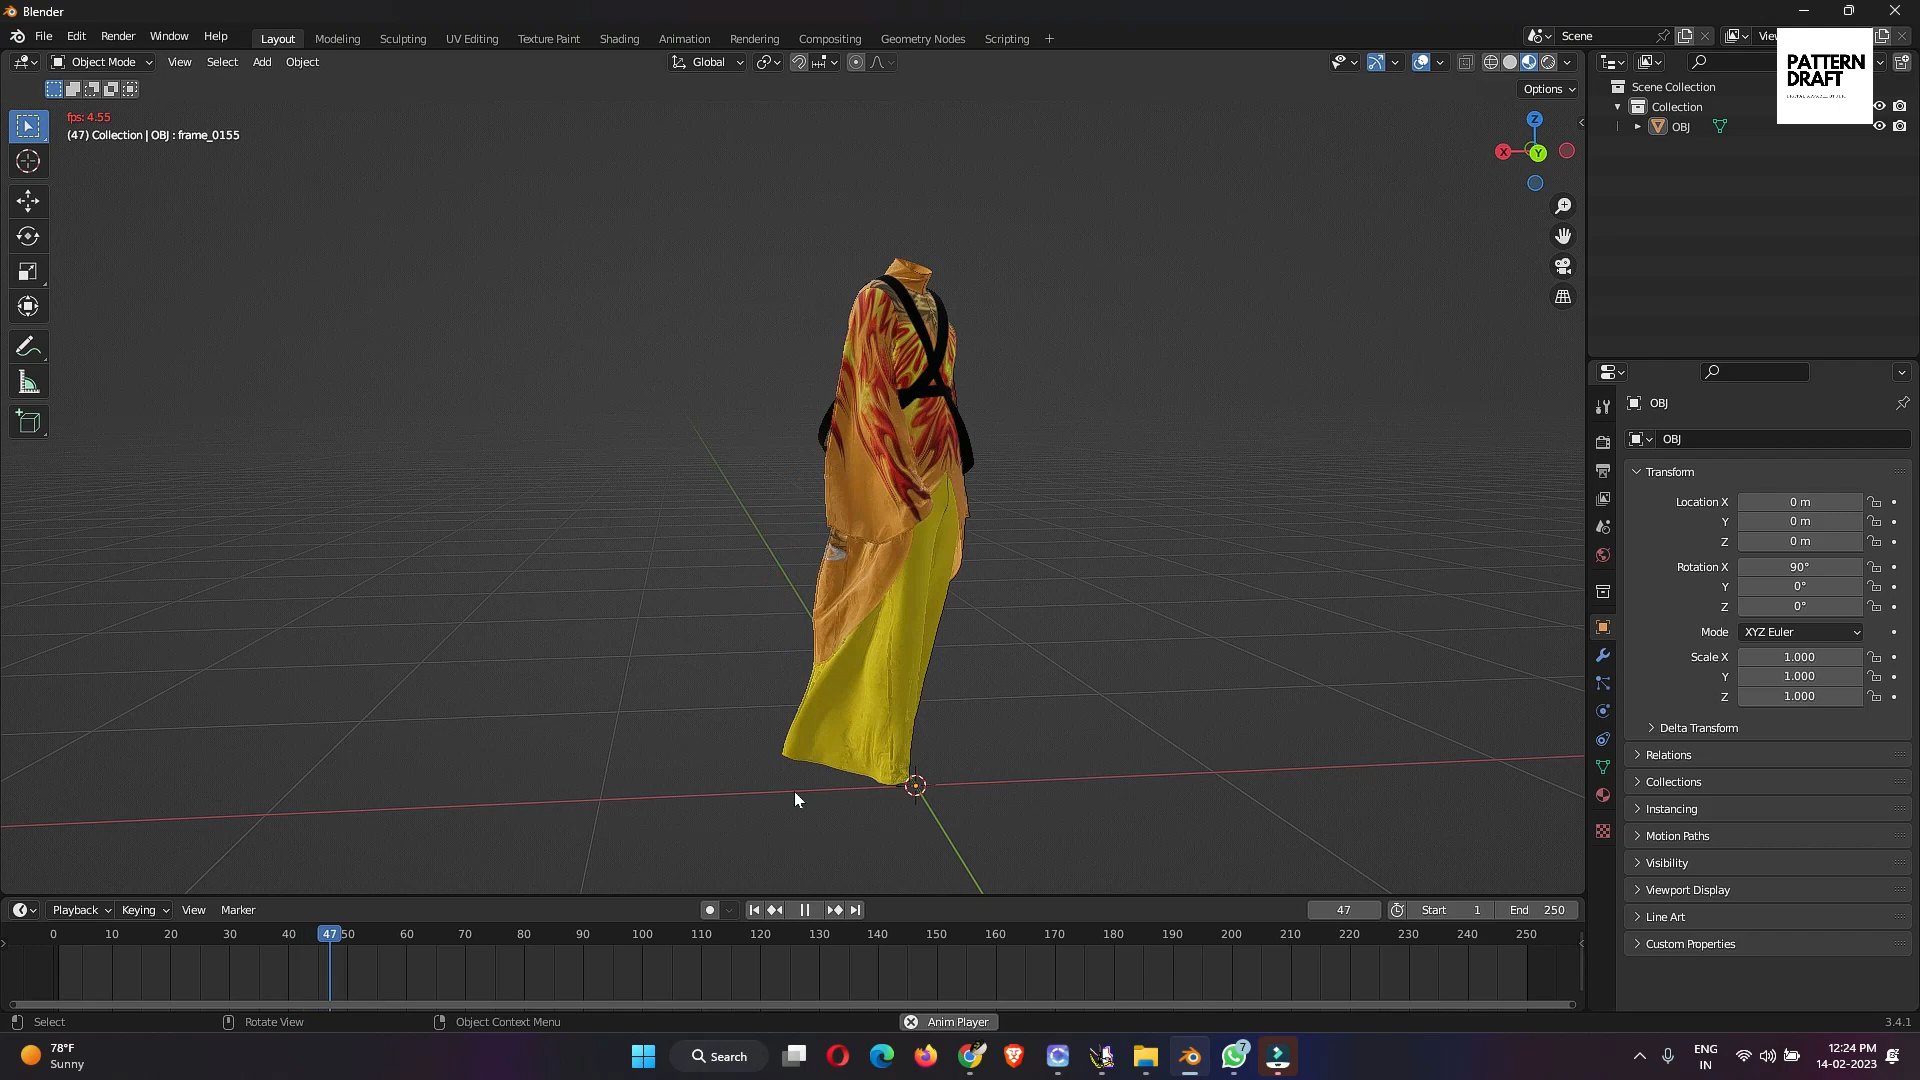 Blender
File Edit Render Window Help
Layout Modeling Sculpting UV Editing Texture Paint Shading Animation Rendering Compositing Geometry Nodes Scripting +
Scene
View
Object Mode View Select Add Object
Global
Options
PATTERN
DRAFT
fps: 4.55
(47) Collection | OBJ : frame_0155
Z
X
Y
Scene Collection
Collection
OBJ
OBJ
OBJ
Transform
Location X 0 m
Y 0 m
Z 0 m
Rotation X 90°
Y 0°
Z 0°
Mode XYZ Euler
Scale X 1.000
Y 1.000
Z 1.000
Delta Transform
Relations
Collections
Instancing
Motion Paths
Visibility
Viewport Display
Line Art
Custom Properties
Playback Keying View Marker
47 Start 1 End 250
0 10 20 30 40 47 50 60 70 80 90 100 110 120 130 140 150 160 170 180 190 200 210 220 230 240 250
Select Rotate View Object Context Menu Anim Player 3.4.1
78°F
Sunny
Search
7
ENG
IN
12:24 PM
14-02-2023